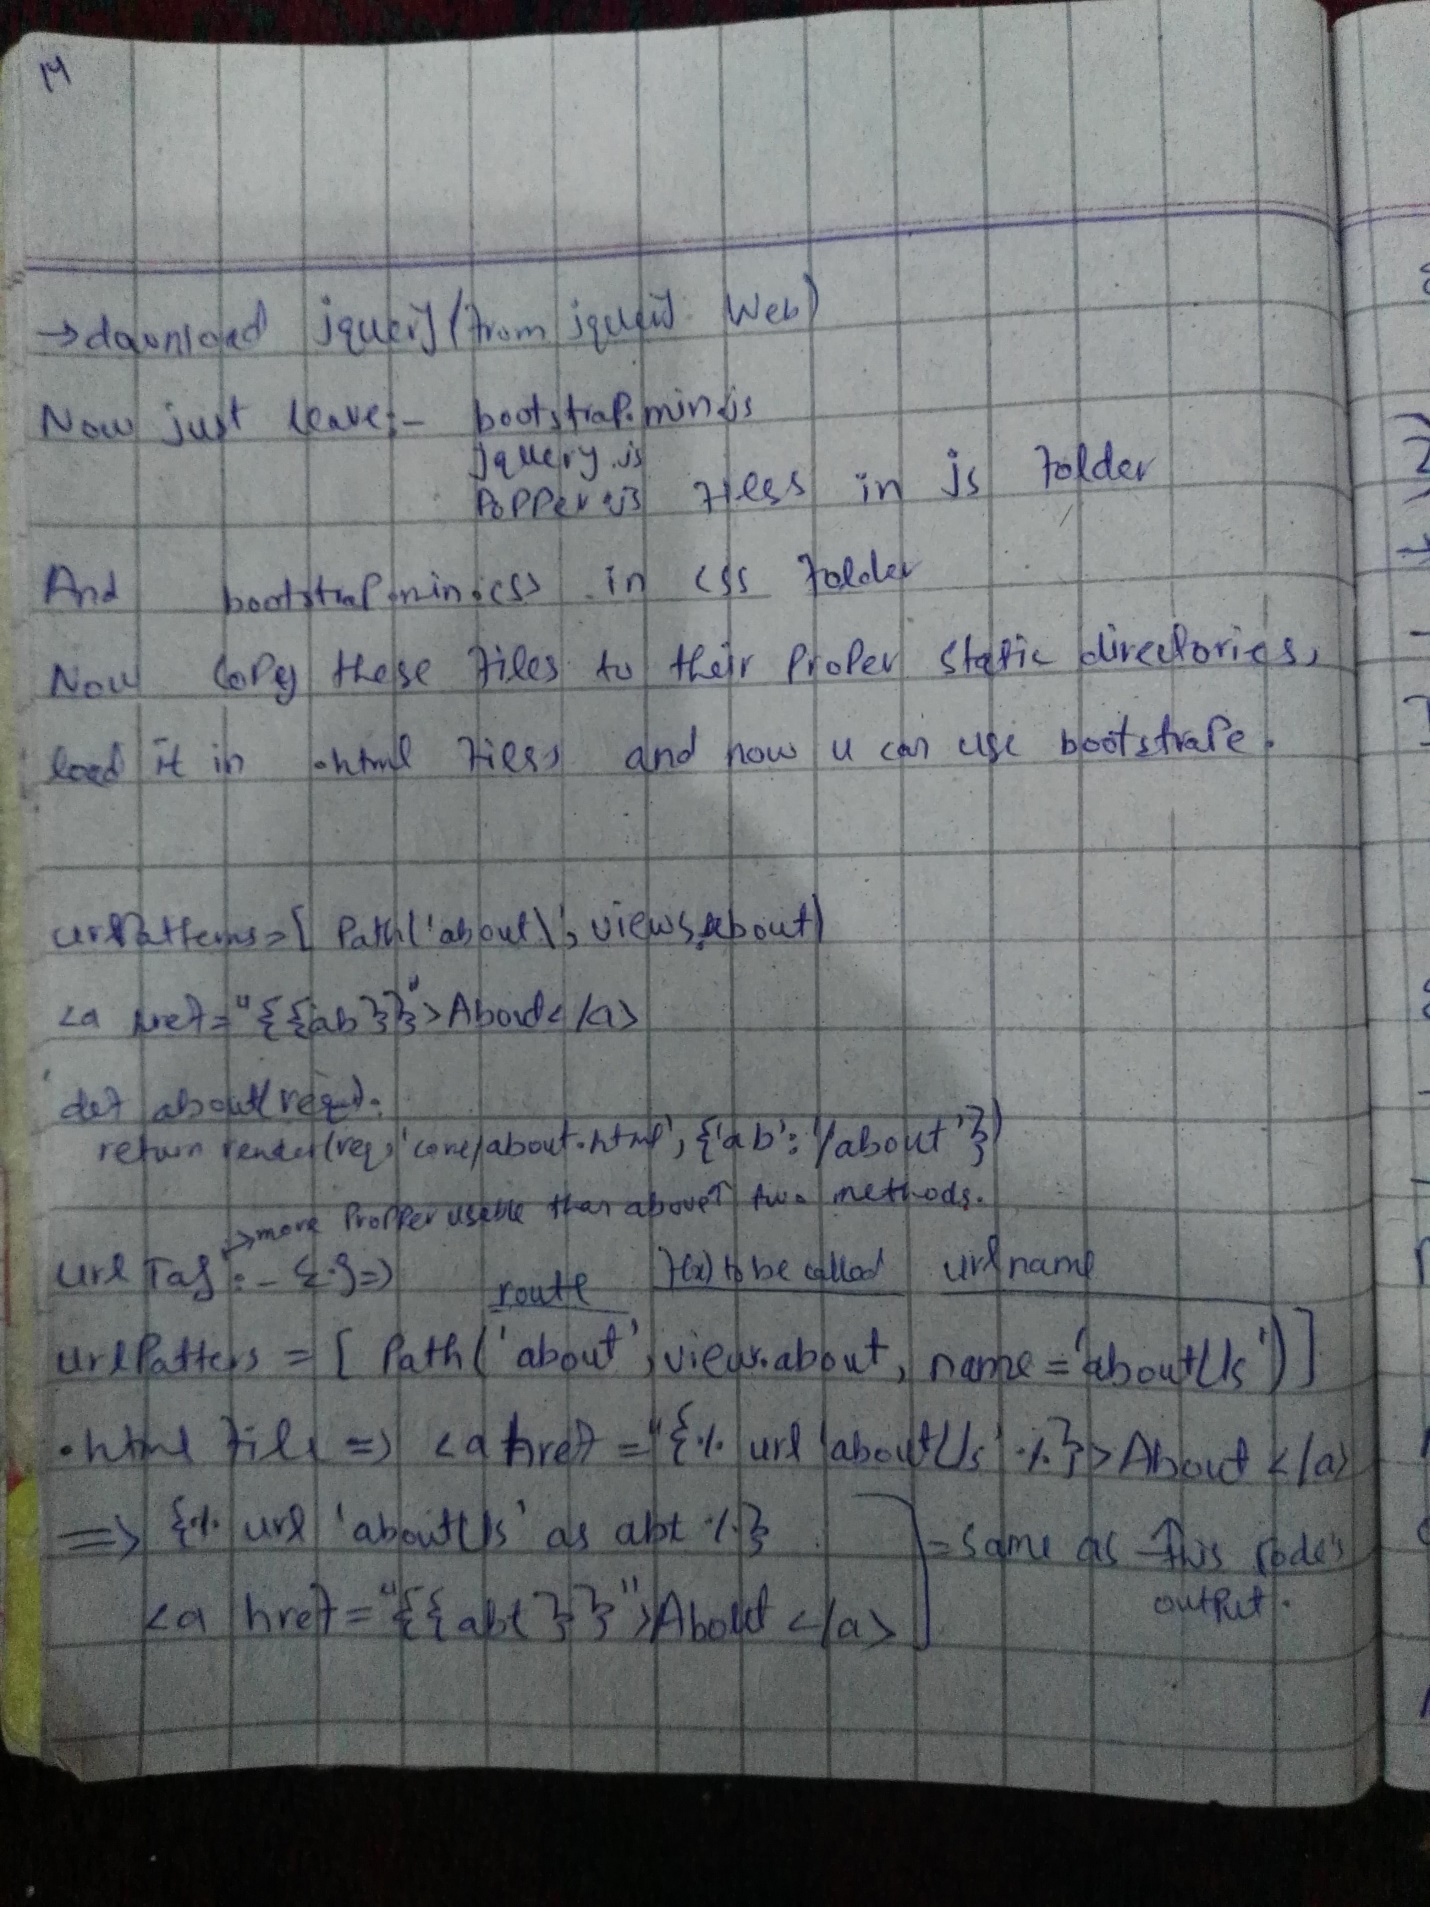 14
→ daownload jquery (from jquery Web)
Now just leave:- bootstrap.min.js
jquery.js
Popper.js files in js folder
And bootstrap.min.css in css folder
Now copy these files to their Proper static directories,
load it in .html files and now u can use bootstrape.
urlPatterns=[ Path('about\', views.about)
<a href="{{ab}}">About</a>
def about(req):
return render(req, 'core/about.html', {'ab': '/about'})
→ more Propper useble than above↑ two methods.
url Tag :- {.}=>
route f(x) to be called url name
urlPatters = [ Path('about', view.about, name='aboutUs')]
.html file => <a href="{% url 'aboutUs' %}>About </a>
=> {% url 'aboutUs' as abt %}
= same as ↑this code's
output.
<a href="{{abt}}">About </a>